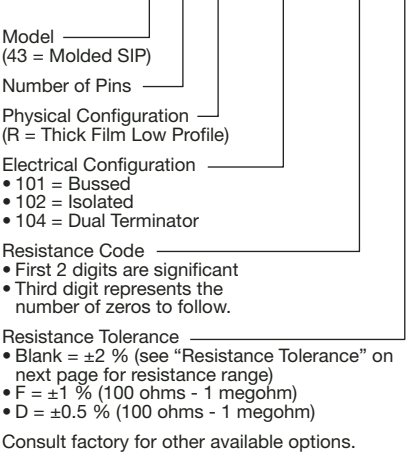 Model
(43 = Molded SIP)
Number of Pins
Physical Configuration
(R = Thick Film Low Profile)
Electrical Configuration
• 101 = Bussed
• 102 = Isolated
• 104 = Dual Terminator
Resistance Code
• First 2 digits are significant
• Third digit represents the
number of zeros to follow.
Resistance Tolerance
• Blank = ±2 % (see “Resistance Tolerance” on
next page for resistance range)
• F = ±1 % (100 ohms - 1 megohm)
• D = ±0.5 % (100 ohms - 1 megohm)
Consult factory for other available options.